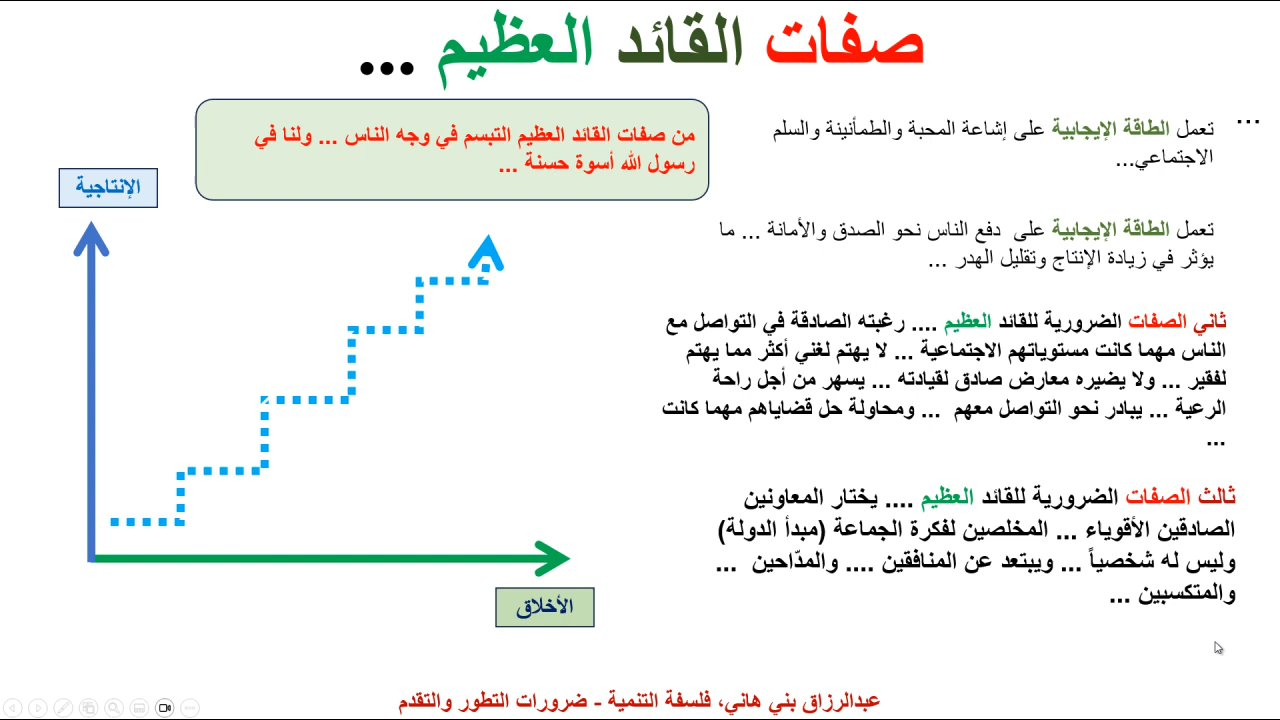 صفات القائد العظيم ...
...
تعمل الطاقة الإيجابية على إشاعة المحبة والطمأنينة والسلم
الاجتماعي...
تعمل الطاقة الإيجابية على دفع الناس نحو الصدق والأمانة ... ما
يؤثر في زيادة الإنتاج وتقليل الهدر ...
ثاني الصفات الضرورية للقائد العظيم .... رغبته الصادقة في التواصل مع
الناس مهما كانت مستوياتهم الاجتماعية ... لا يهتم لغني أكثر مما يهتم
لفقير ... ولا يضيره معارض صادق لقيادته ... يسهر من أجل راحة
الرعية ... يبادر نحو التواصل معهم ... ومحاولة حل قضاياهم مهما كانت
...
ثالث الصفات الضرورية للقائد العظيم .... يختار المعاونين
الصادقين الأقوياء ... المخلصين لفكرة الجماعة (مبدأ الدولة)
وليس له شخصياً ... ويبتعد عن المنافقين .... والمدّاحين ...
والمتكسبين ...
من صفات القائد العظيم التبسم في وجه الناس ... ولنا في
رسول الله أسوة حسنة ...
الإنتاجية
الأخلاق
عبدالرزاق بني هاني، فلسفة التنمية - ضرورات التطور والتقدم